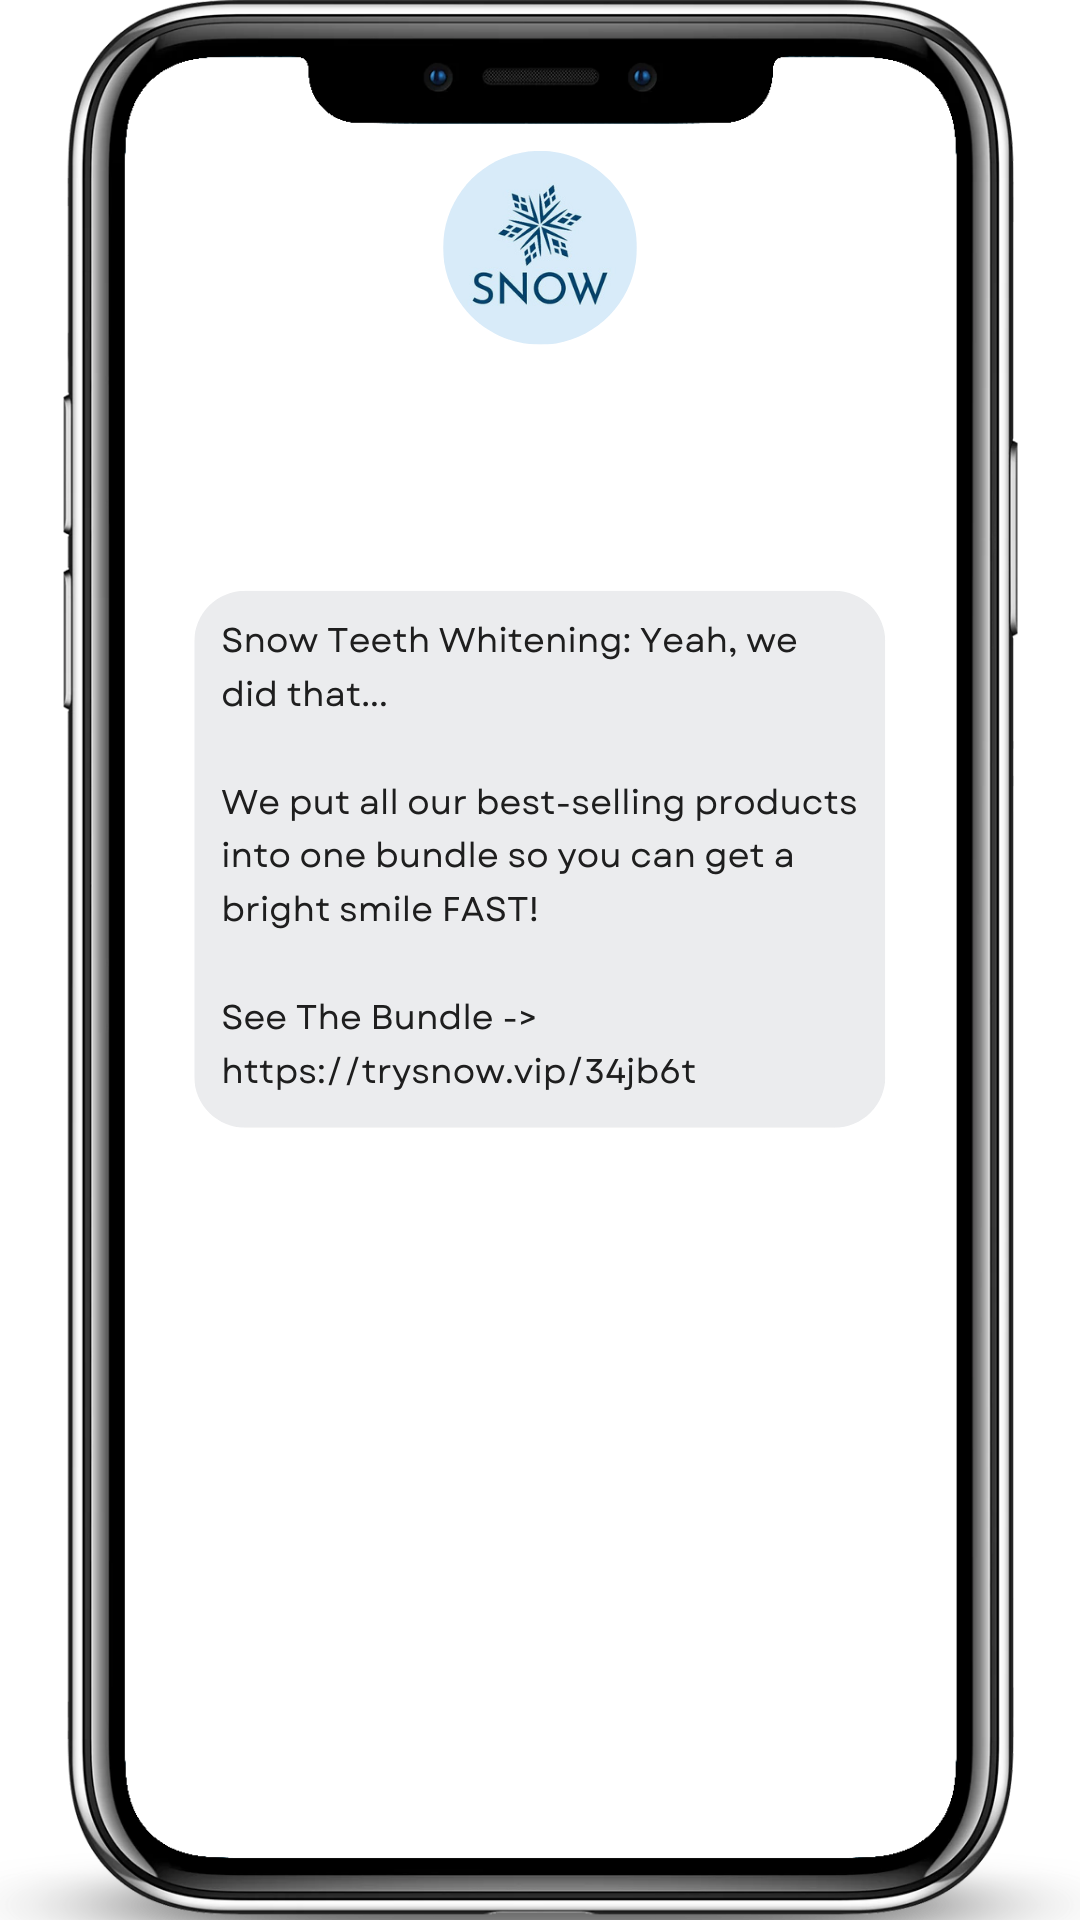 SNOW
Snow Teeth Whitening: Yeah, we
did that...
We put all our best-selling products
into one bundle so you can get a
bright smile FAST!
See The Bundle ->
https://trysnow.vip/34jb6t